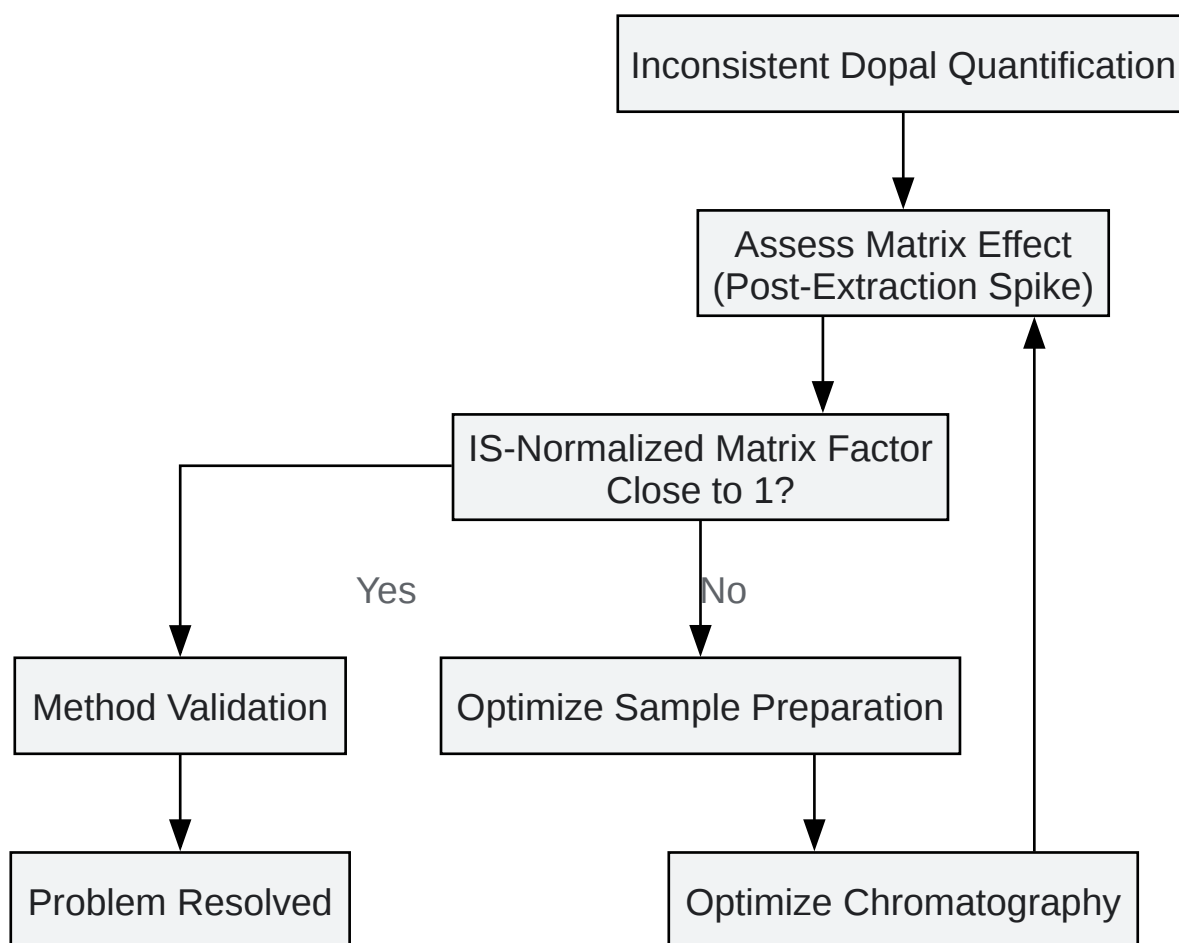 Inconsistent Dopal Quantification
Assess Matrix Effect
(Post-Extraction Spike)
IS-Normalized Matrix Factor
Close to 1?
Yes
No
Method Validation
Optimize Sample Preparation
Problem Resolved
Optimize Chromatography